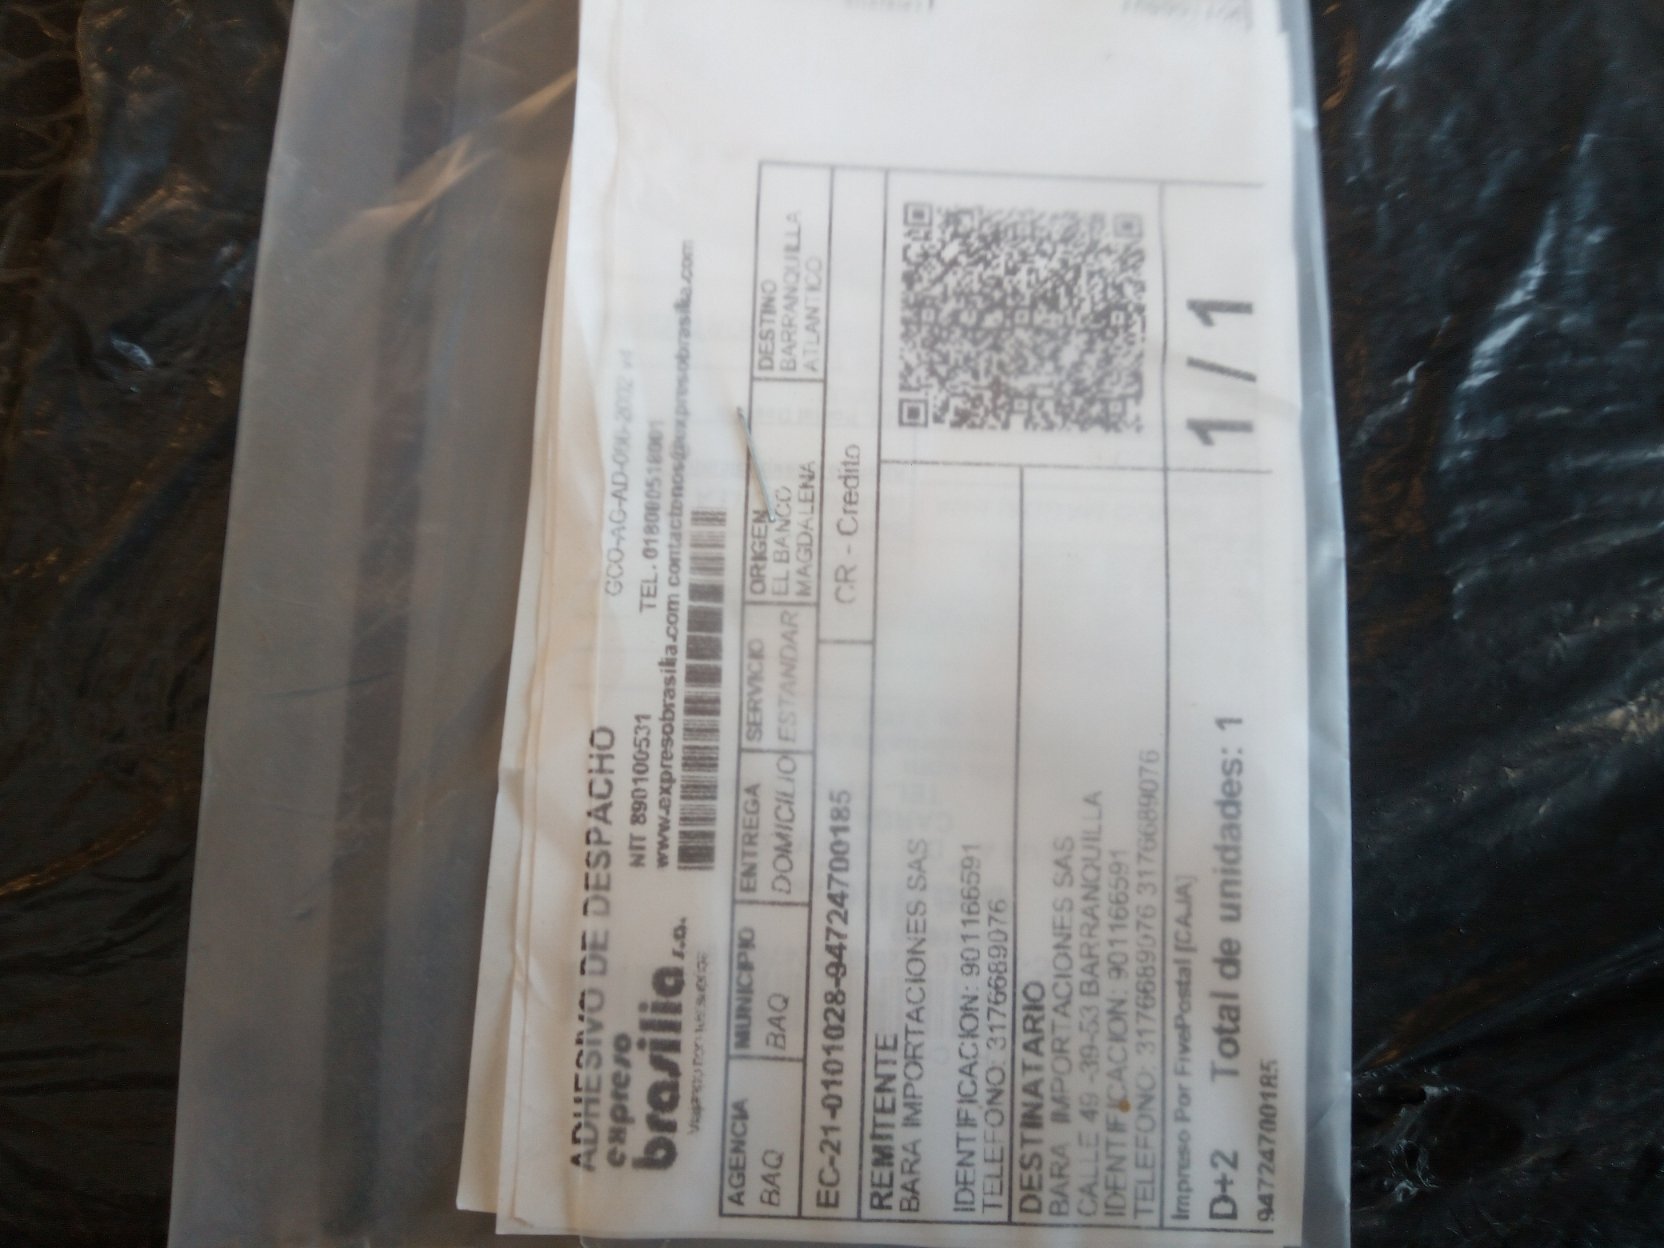 ADHESIVO DE DESPACHO
GCO-AG-AD-006-2002 v4
expreso
brasilia s.a.
NIT 890100531 TEL. 018000518001
www.expresobrasilia.com contactenos@expresobrasilia.com
AGENCIA MUNICIPIO ENTREGA SERVICIO ORIGEN DESTINO
BAQ BAQ DOMICILIO ESTANDAR EL BANCO BARRANQUILLA
MAGDALENA ATLANTICO
EC-21-0101028-94724700185 CR - Credito
REMITENTE
BARA IMPORTACIONES SAS
IDENTIFICACION: 901166591
TELEFONO: 3176689076
DESTINATARIO
BARA IMPORTACIONES SAS
CALLE 49 -39-53 BARRANQUILLA
IDENTIFICACION: 901166591
TELEFONO: 3176689076 3176689076
Impreso Por FivePostal [CAJA]
D+2 Total de unidades: 1 1 / 1
94724700185